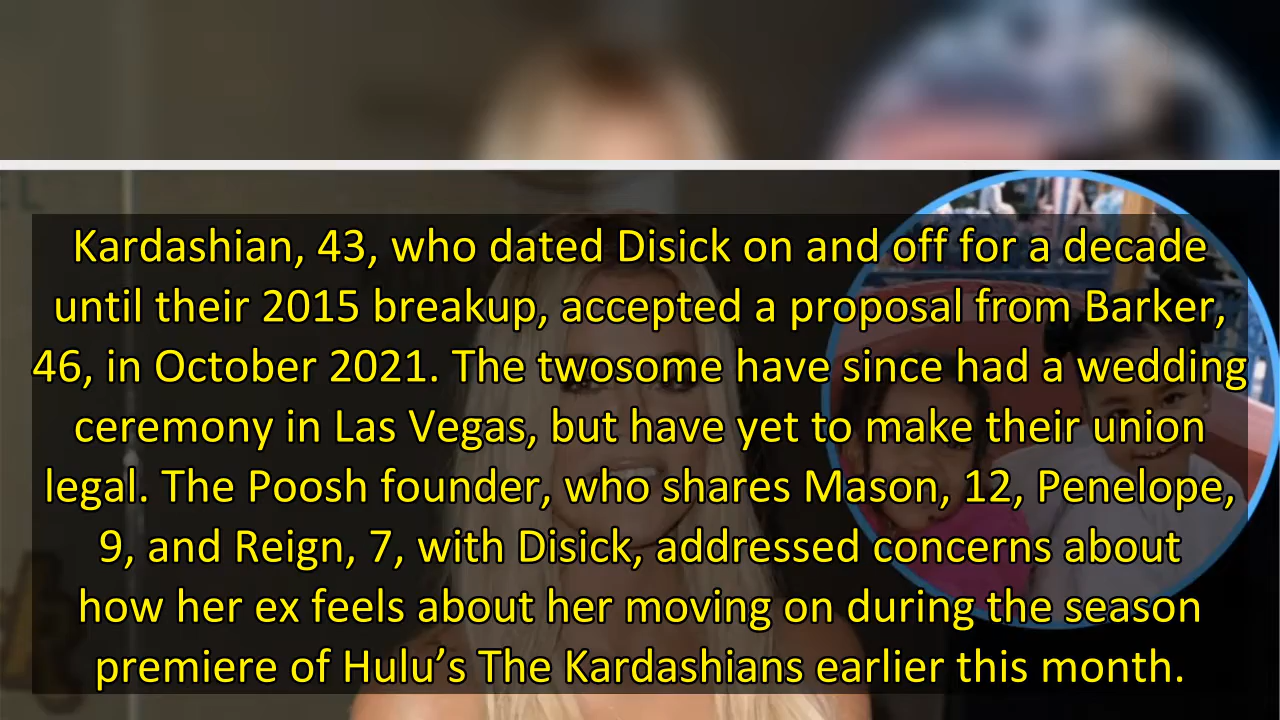 Kardashian, 43, who dated Disick on and off for a decade
until their 2015 breakup, accepted a proposal from Barker,
46, in October 2021. The twosome have since had a wedding
ceremony in Las Vegas, but have yet to make their union
legal. The Poosh founder, who shares Mason, 12, Penelope,
9, and Reign, 7, with Disick, addressed concerns about
how her ex feels about her moving on during the season
premiere of Hulu’s The Kardashians earlier this month.